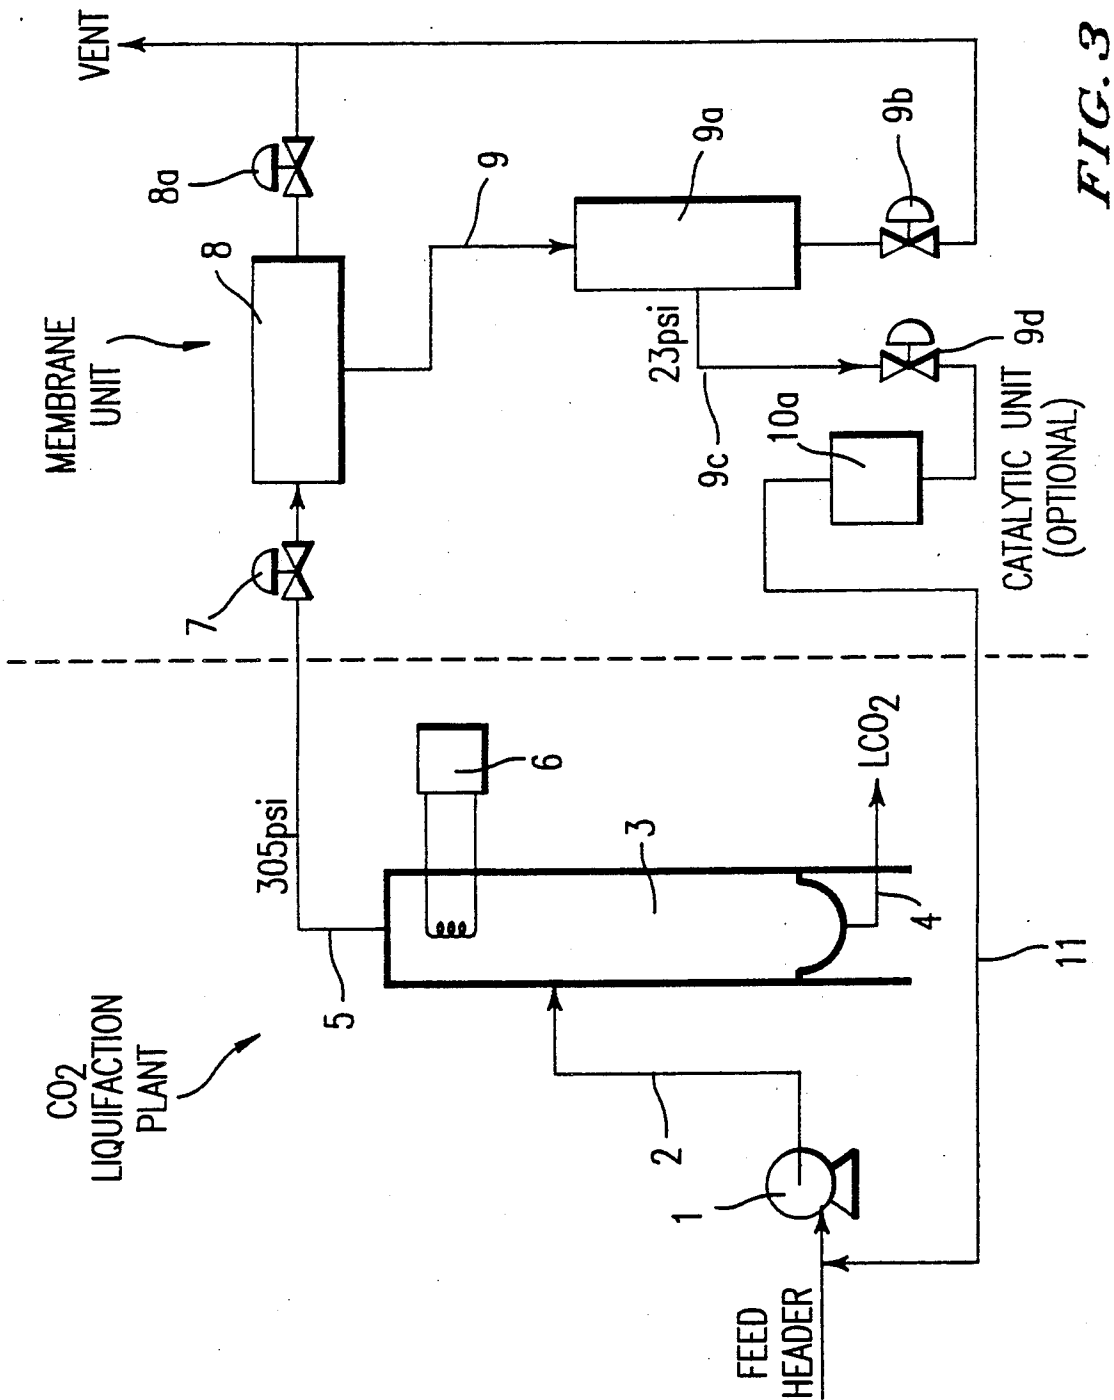 CO2
LIQUIFACTION
PLANT
MEMBRANE
UNIT
VENT
305psi
7
8
8a
5
6
9
3
23psi
9a
2
9c
10a
9b
1
4
LCO2
9d
FEED
HEADER
11
CATALYTIC UNIT
(OPTIONAL)
FIG. 3